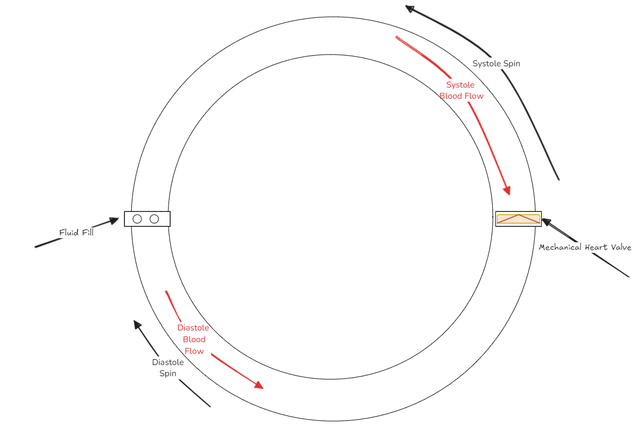 Systole Spin
Systole
Blood Flow
Fluid Fill
Mechanical Heart Valve
Diastole
Blood
Flow
Diastole
Spin